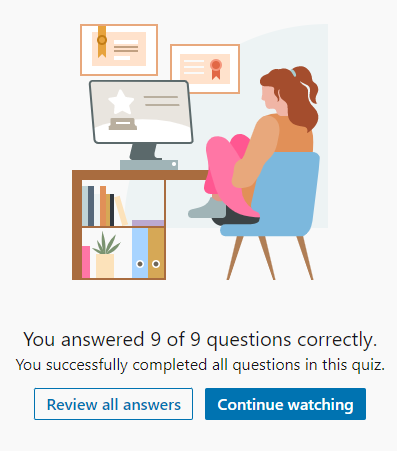 You answered 9 of 9 questions correctly.
You successfully completed all questions in this quiz.
Review all answers
Continue watching